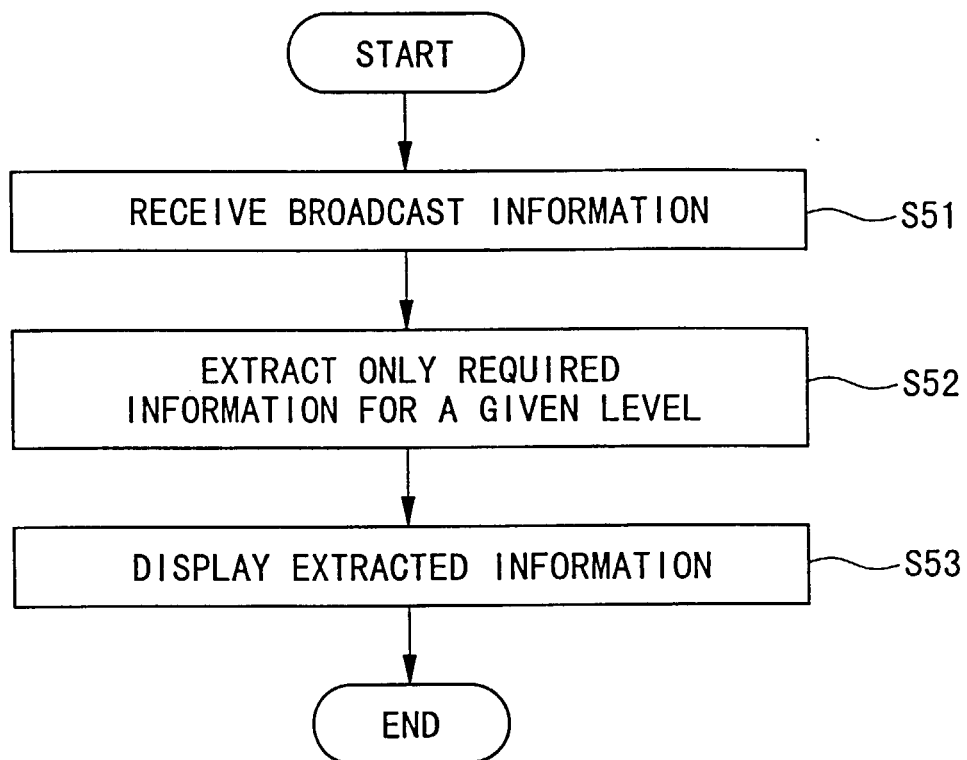 START
RECEIVE BROADCAST INFORMATION
S51
EXTRACT ONLY REQUIRED
INFORMATION FOR A GIVEN LEVEL
S52
DISPLAY EXTRACTED INFORMATION
S53
END